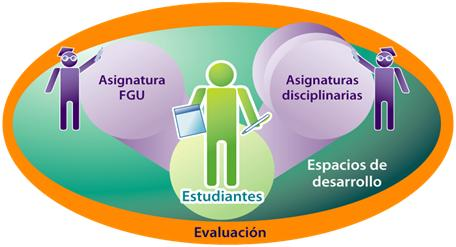 Asignatura
FGU
Asignaturas
disciplinarias
Estudiantes
Espacios de
desarrollo
Evaluación